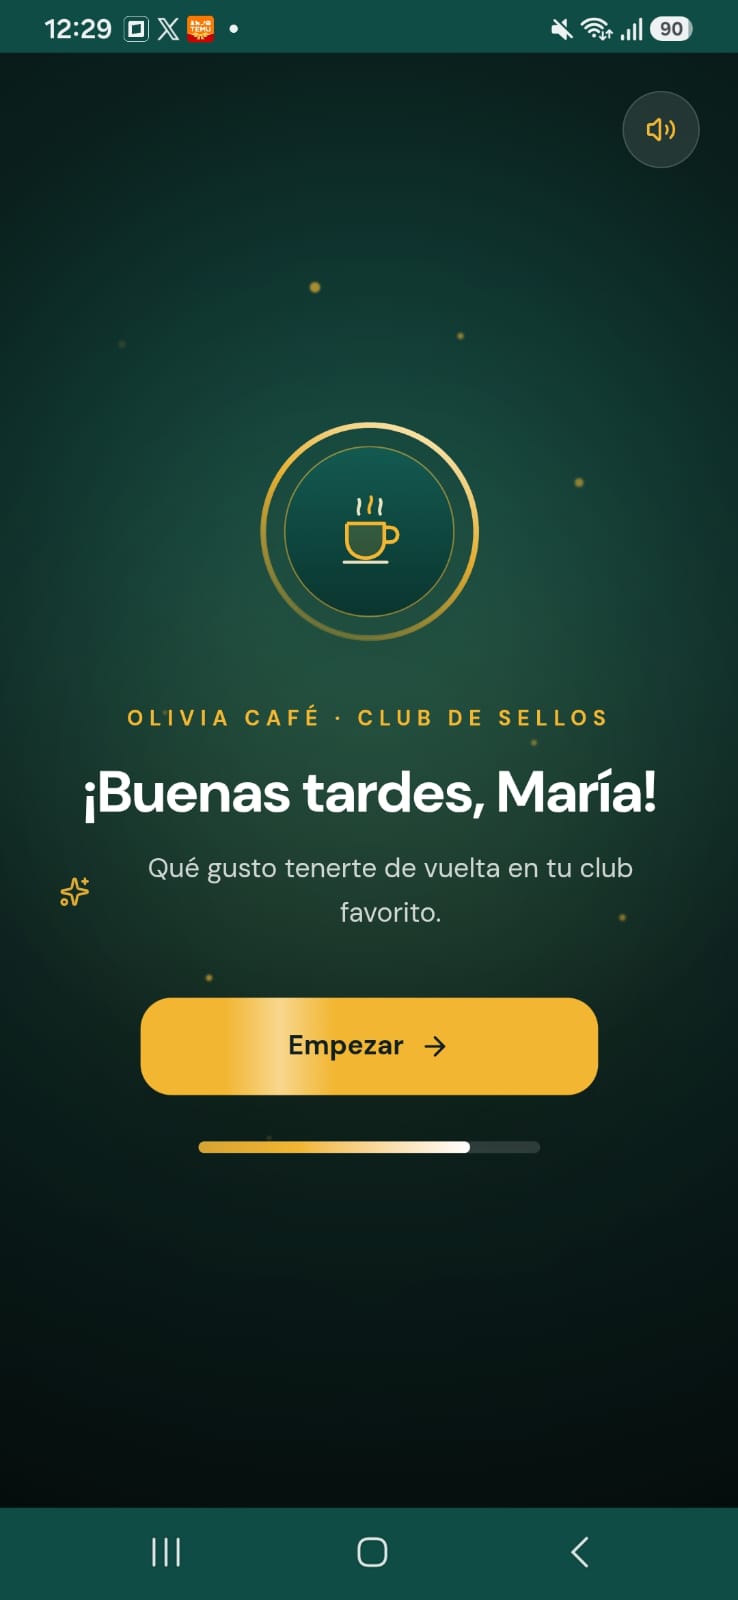 12:29
TEMU
90
OLIVIA CAFÉ · CLUB DE SELLOS
¡Buenas tardes, María!
Qué gusto tenerte de vuelta en tu club
favorito.
Empezar →